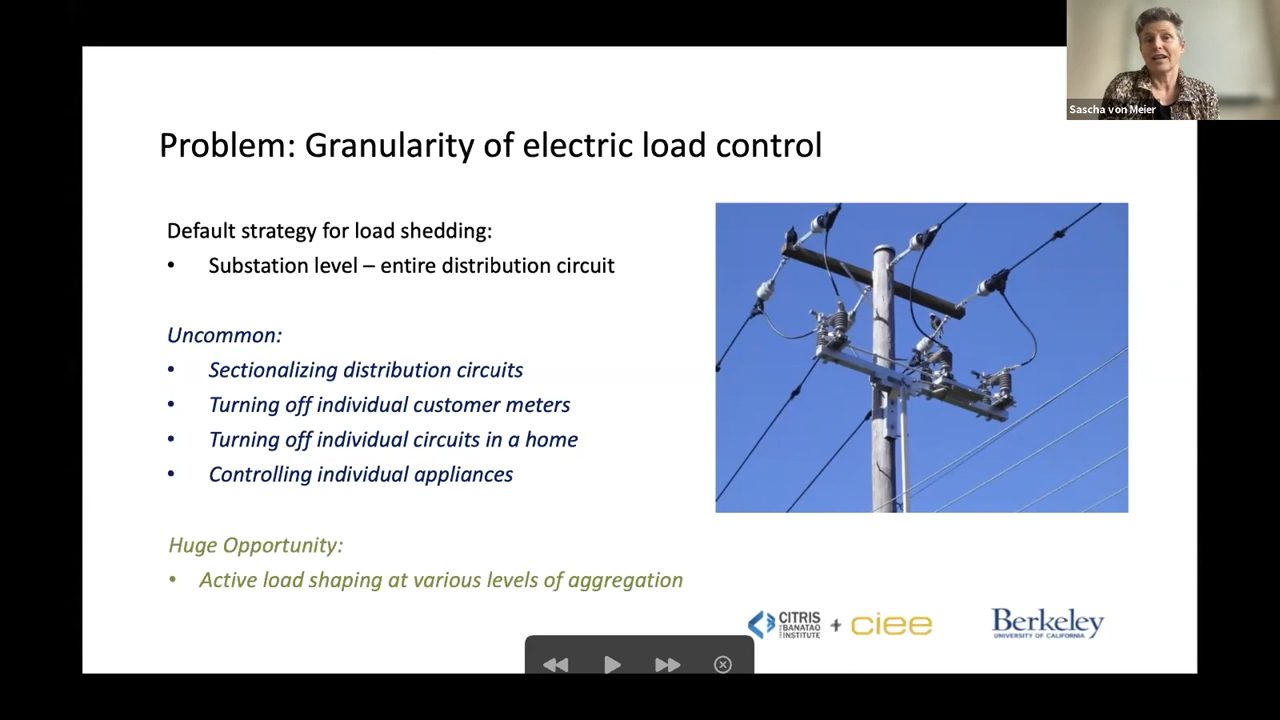 Sascha von Meier
Problem: Granularity of electric load control
Default strategy for load shedding:
• Substation level – entire distribution circuit
Uncommon:
• Sectionalizing distribution circuits
• Turning off individual customer meters
• Turning off individual circuits in a home
• Controlling individual appliances
Huge Opportunity:
• Active load shaping at various levels of aggregation
CITRIS
AND THE
BANATAO
INSTITUTE
+
ciee
Berkeley
UNIVERSITY OF CALIFORNIA